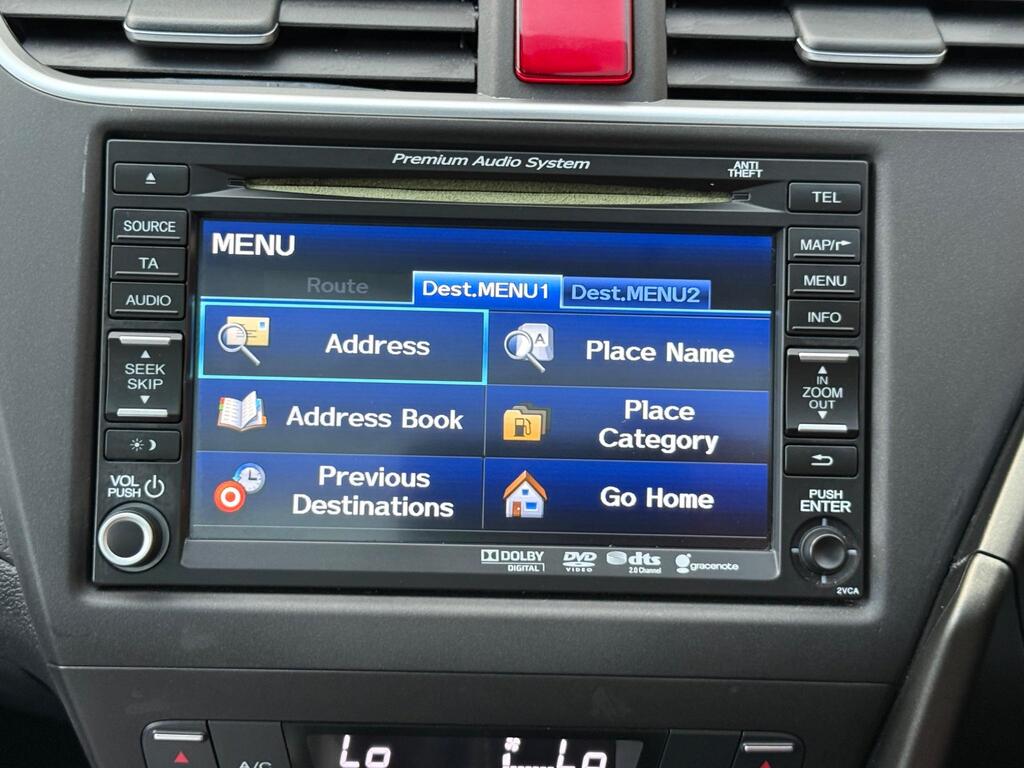 Premium Audio System
ANTI
THEFT
TEL
SOURCE
MAP/
TA
MENU
AUDIO
INFO
SEEK
SKIP
IN
ZOOM
OUT
VOL
PUSH
PUSH
ENTER
MENU
Route
Dest.MENU1
Dest.MENU2
Address
Place Name
A
Address Book
Place
Category
Previous
Destinations
Go Home
DOLBY
DIGITAL
DVD
VIDEO
dts
2.0 Channel
gracenote
2VCA
A/C
Lo
Lo